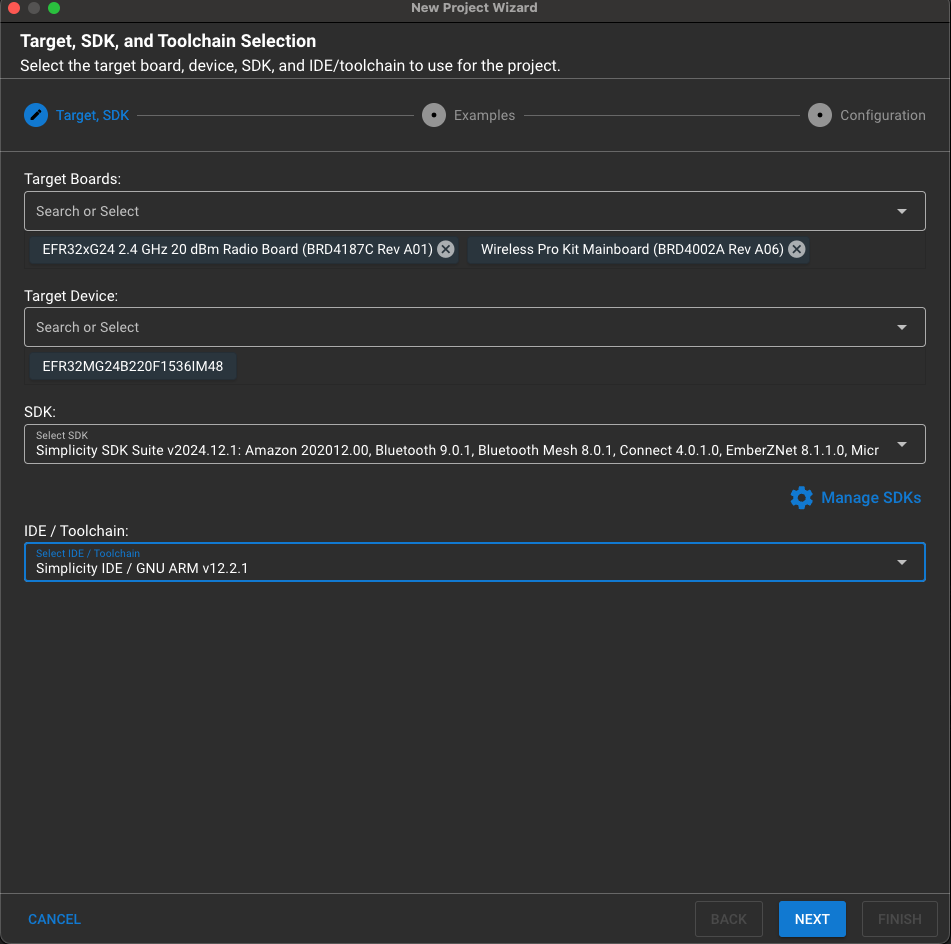 New Project Wizard
Target, SDK, and Toolchain Selection
Select the target board, device, SDK, and IDE/toolchain to use for the project.
Target, SDK
Examples
Configuration
Target Boards:
Search or Select
EFR32xG24 2.4 GHz 20 dBm Radio Board (BRD4187C Rev A01)
Wireless Pro Kit Mainboard (BRD4002A Rev A06)
Target Device:
Search or Select
EFR32MG24B220F1536IM48
SDK:
Select SDK
Simplicity SDK Suite v2024.12.1: Amazon 202012.00, Bluetooth 9.0.1, Bluetooth Mesh 8.0.1, Connect 4.0.1.0, EmberZNet 8.1.1.0, Micr
Manage SDKs
IDE / Toolchain:
Select IDE / Toolchain
Simplicity IDE / GNU ARM v12.2.1
CANCEL
BACK
NEXT
FINISH